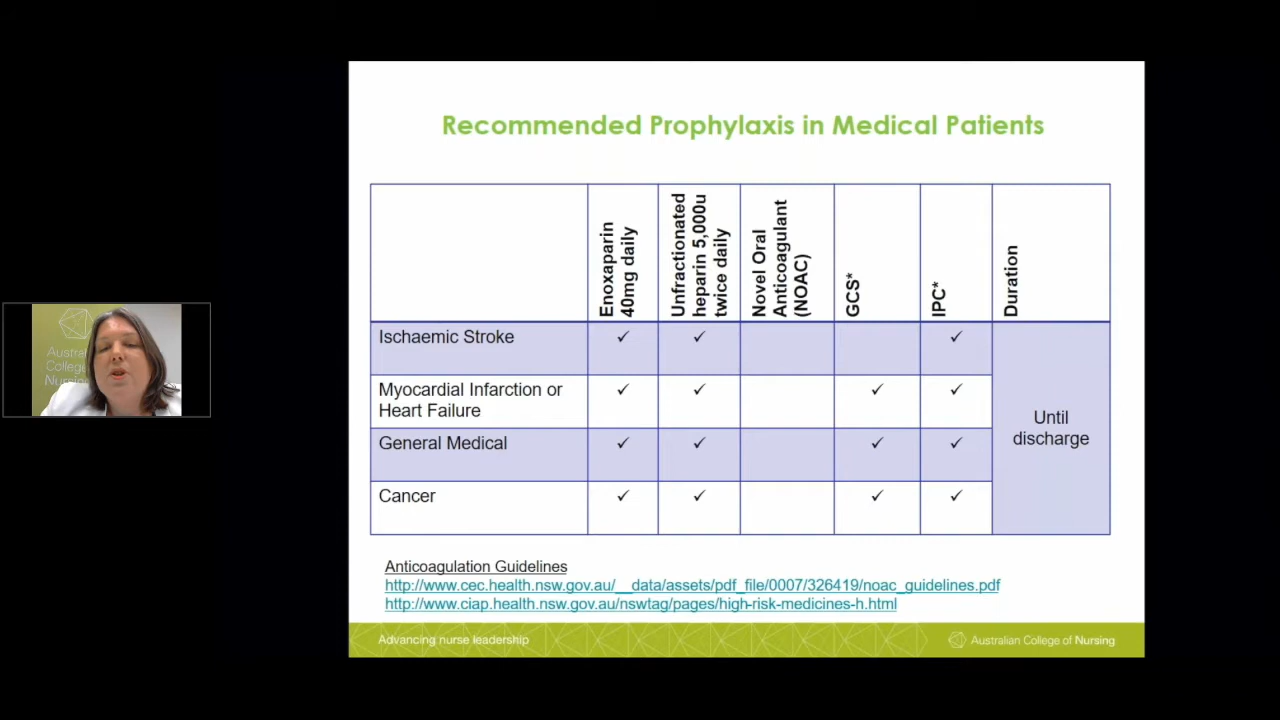 Recommended Prophylaxis in Medical Patients
Enoxaparin
40mg daily
Unfractionated
heparin 5,000u
twice daily
Novel Oral
Anticoagulant
(NOAC)
GCS*
IPC*
Duration
Ischaemic Stroke ✓ ✓ ✓
Myocardial Infarction or
Heart Failure ✓ ✓ ✓ ✓
General Medical ✓ ✓ ✓ ✓
Cancer ✓ ✓ ✓ ✓
Until
discharge
Anticoagulation Guidelines
http://www.cec.health.nsw.gov.au/__data/assets/pdf_file/0007/326419/noac_guidelines.pdf
http://www.ciap.health.nsw.gov.au/nswtag/pages/high-risk-medicines-h.html
Advancing nurse leadership
Australian College of Nursing
College